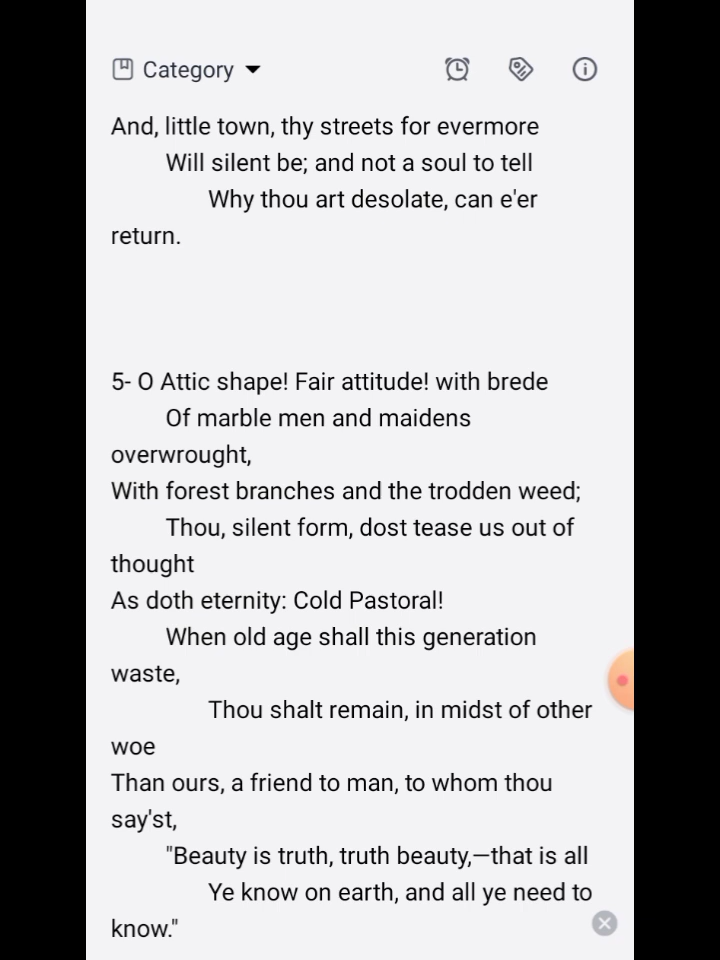 Category
And, little town, thy streets for evermore
Will silent be; and not a soul to tell
Why thou art desolate, can e'er
return.
5- O Attic shape! Fair attitude! with brede
Of marble men and maidens
overwrought,
With forest branches and the trodden weed;
Thou, silent form, dost tease us out of
thought
As doth eternity: Cold Pastoral!
When old age shall this generation
waste,
Thou shalt remain, in midst of other
woe
Than ours, a friend to man, to whom thou
say'st,
"Beauty is truth, truth beauty,—that is all
Ye know on earth, and all ye need to
know."